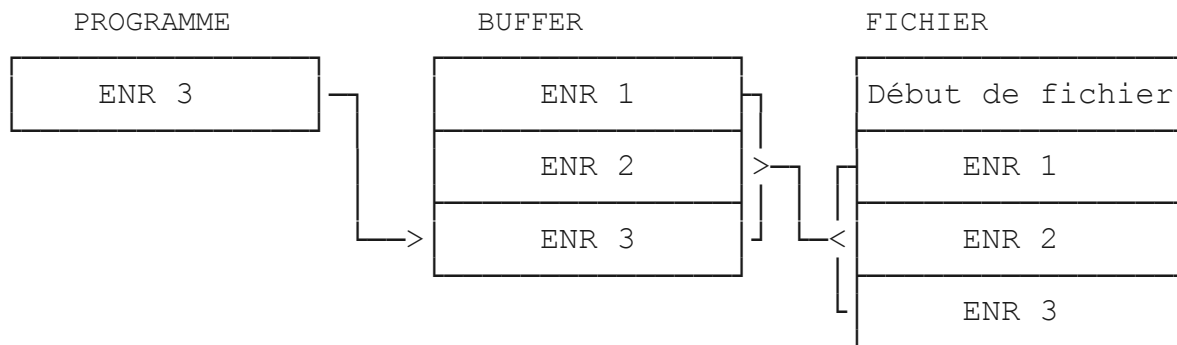 PROGRAMME BUFFER FICHIER
ENR 3 ENR 1 Début de fichier
ENR 2 ENR 1
ENR 3 ENR 2
ENR 3